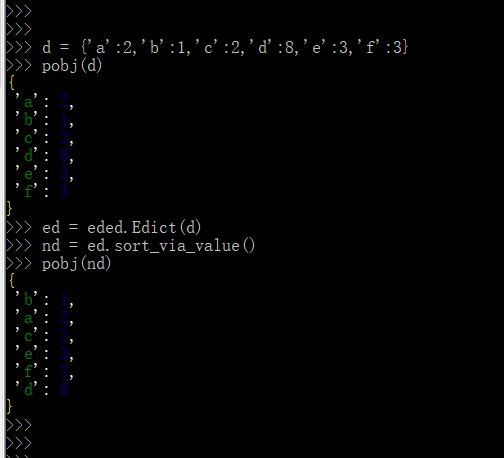 >>>
>>>
>>> d = {'a':2,'b':1,'c':2,'d':8,'e':3,'f':3}
>>> pobj(d)
{
 'a': 2,
 'b': 1,
 'c': 2,
 'd': 8,
 'e': 3,
 'f': 3
}
>>> ed = eded.Edict(d)
>>> nd = ed.sort_via_value()
>>> pobj(nd)
{
 'b': 1,
 'a': 2,
 'c': 2,
 'e': 3,
 'f': 3,
 'd': 8
}
>>>
>>>